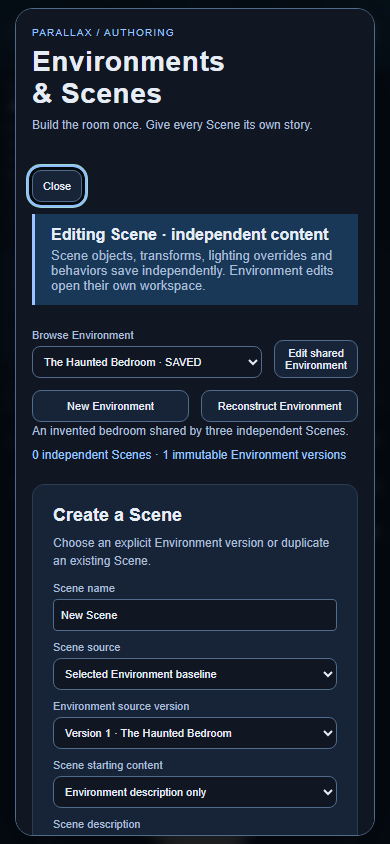 PARALLAX / AUTHORING
Environments
& Scenes
Build the room once. Give every Scene its own story.
Close
Editing Scene · independent content
Scene objects, transforms, lighting overrides and
behaviors save independently. Environment edits
open their own workspace.
Browse Environment
The Haunted Bedroom · SAVED
Edit shared
Environment
New Environment
Reconstruct Environment
An invented bedroom shared by three independent Scenes.
0 independent Scenes · 1 immutable Environment versions
Create a Scene
Choose an explicit Environment version or duplicate
an existing Scene.
Scene name
New Scene
Scene source
Selected Environment baseline
Environment source version
Version 1 · The Haunted Bedroom
Scene starting content
Environment description only
Scene description